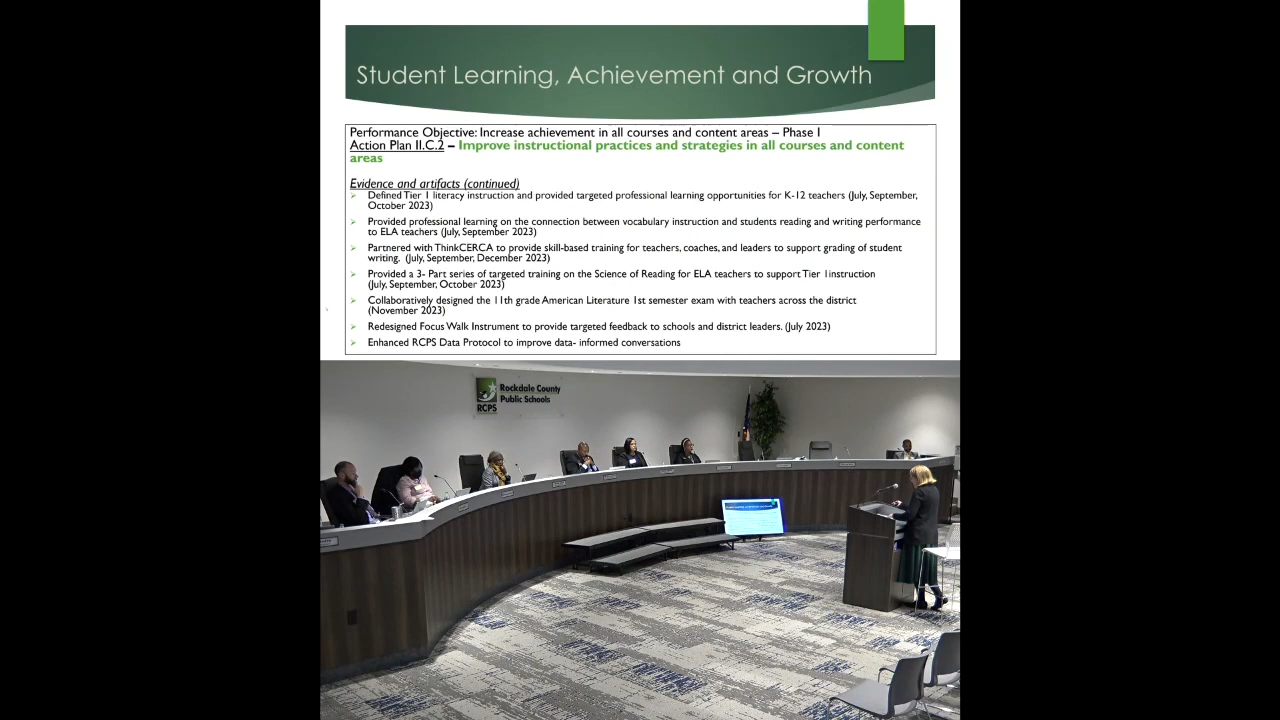 Student Learning, Achievement and Growth
Performance Objective: Increase achievement in all courses and content areas – Phase I
Action Plan II.C.2 – Improve instructional practices and strategies in all courses and content
areas
Evidence and artifacts (continued)
Defined Tier 1 literacy instruction and provided targeted professional learning opportunities for K-12 teachers (July, September,
October 2023)
Provided professional learning on the connection between vocabulary instruction and students reading and writing performance
to ELA teachers (July, September 2023)
Partnered with ThinkCERCA to provide skill-based training for teachers, coaches, and leaders to support grading of student
writing. (July, September, December 2023)
Provided a 3- Part series of targeted training on the Science of Reading for ELA teachers to support Tier 1instruction
(July, September, October 2023)
Collaboratively designed the 11th grade American Literature 1st semester exam with teachers across the district
(November 2023)
Redesigned Focus Walk Instrument to provide targeted feedback to schools and district leaders. (July 2023)
Enhanced RCPS Data Protocol to improve data- informed conversations
Rockdale County
Public Schools
RCPS